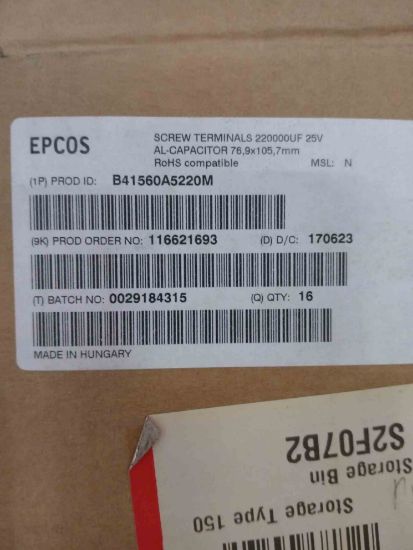 EPCOS
SCREW TERMINALS 220000UF 25V
AL-CAPACITOR 76,9x105,7mm
RoHS compatible MSL: N
(1P) PROD ID: B41560A5220M
(9K) PROD ORDER NO: 116621693 (D) D/C: 170623
(T) BATCH NO: 0029184315 (Q) QTY: 16
MADE IN HUNGARY
Storage Type 150
Storage Bin
S2F07B2